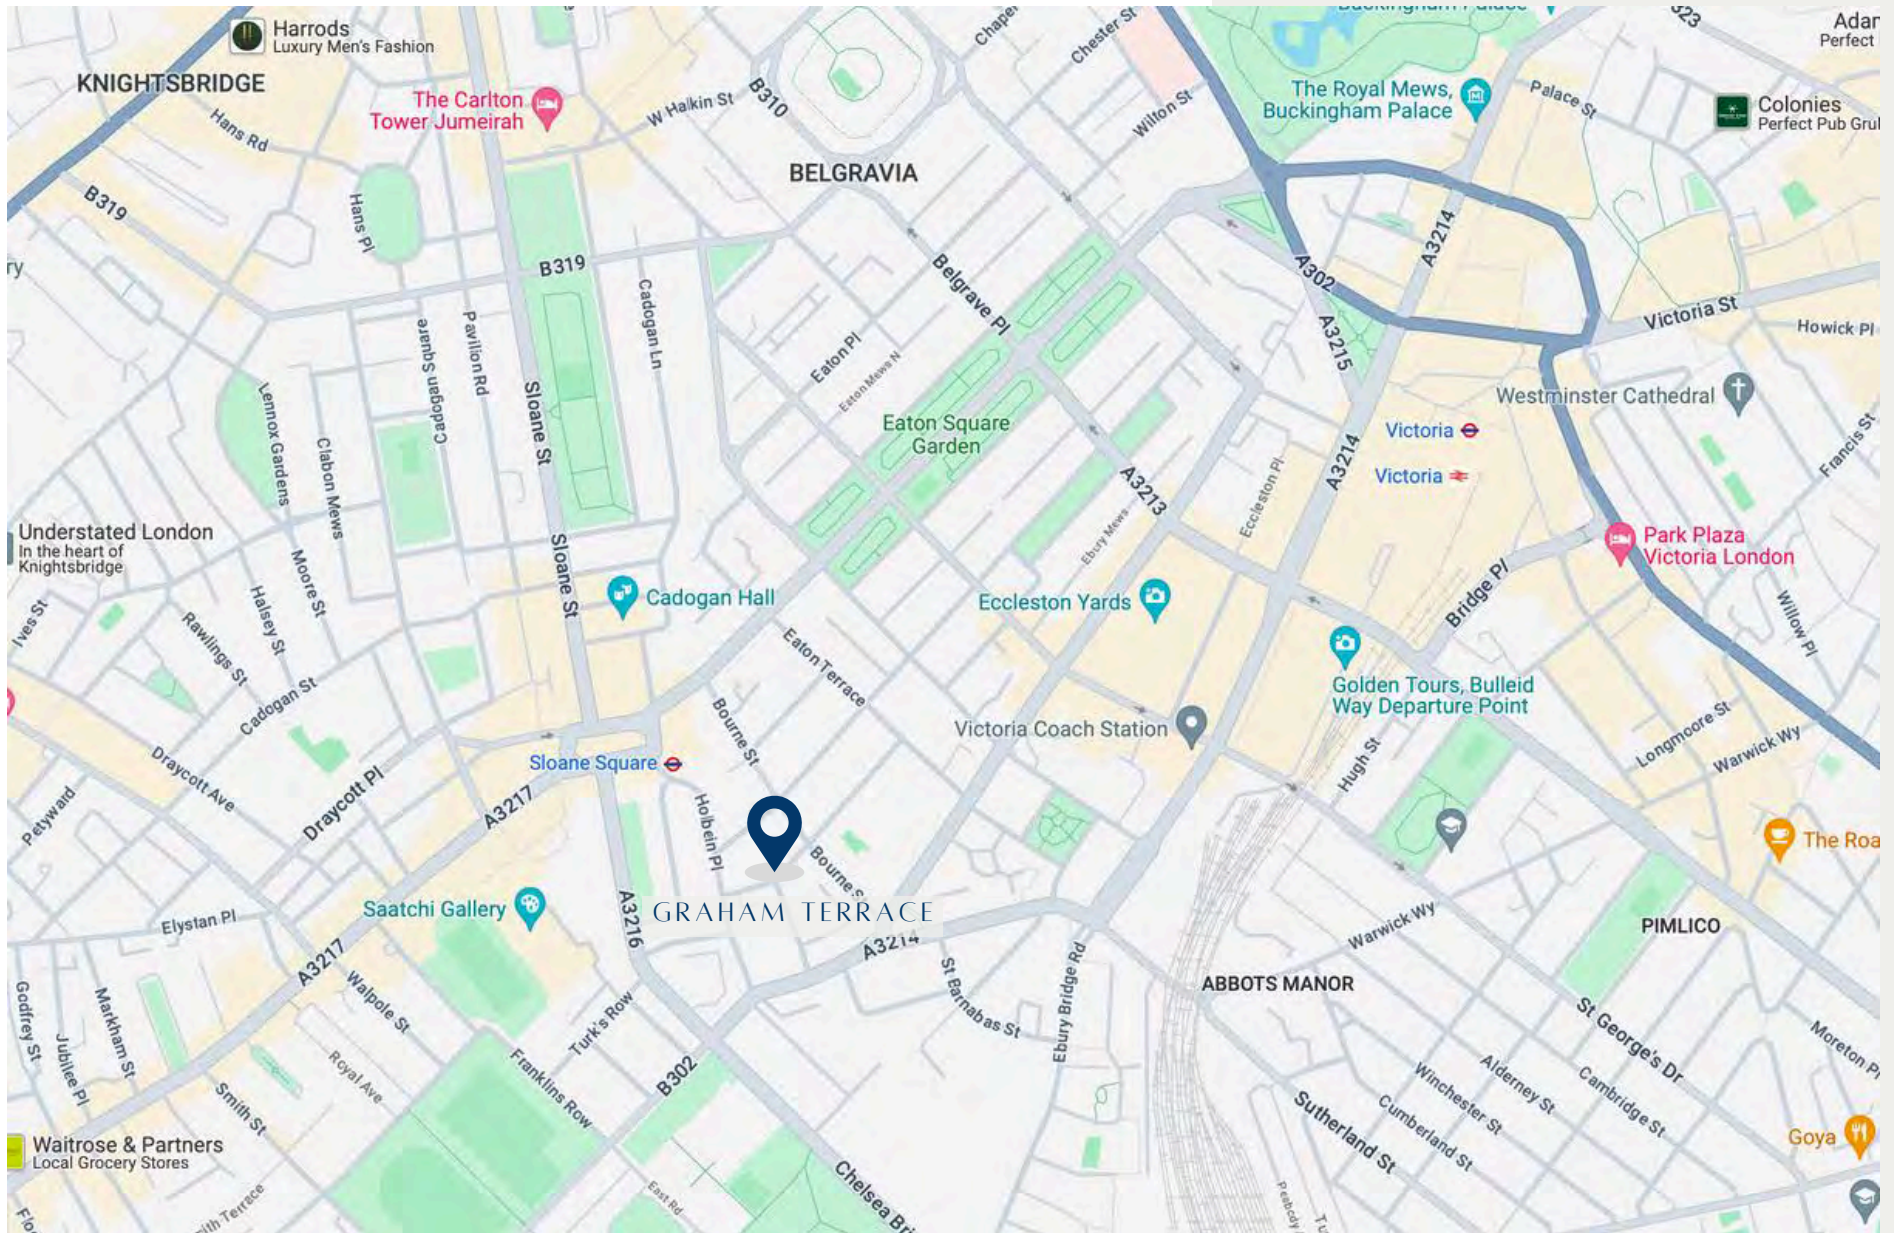 Harrods
Luxury Men's Fashion
KNIGHTSBRIDGE
Hans Rd
The Carlton
Tower Jumeirah
W Halkin St
B310
Chester St
Wilton St
Buckingham Palace
The Royal Mews,
Buckingham Palace
Palace St
Colonies
Perfect Pub
Perfect
BELGRAVIA
B319
Hans Pl
B319
Cadogan Ln
Belgrave Pl
A302
A3214
A3215
Victoria St
Howick Pl
Cadogan Square
Pavilion Rd
Eaton Pl
Eaton Mews N
Sloane St
Lennox Gardens
Clabon Mews
Eaton Square
Garden
Westminster Cathedral
Victoria
Victoria
A3214
Francis St
A3213
Eccleston Pl
Ebury Mews
Understated London
In the heart of
Knightsbridge
Moore St
Sloane St
Park Plaza
Victoria London
Bridge Pl
Cadogan Hall
Eccleston Yards
Ives St
Halsey St
Rawlings St
Cadogan St
Eaton Terrace
Willow Pl
Golden Tours, Bulleid
Way Departure Point
Bourne St
Victoria Coach Station
Longmoore St
Warwick Wy
Hugh St
Sloane Square
Draycott Ave
Draycott Pl
A3217
Petyward
Holbein Pl
Bourne St
The
Saatchi Gallery
A3216
GRAHAM TERRACE
Elystan Pl
A3217
A3214
Warwick Wy
PIMLICO
ABBOTS MANOR
Walpole St
Turk's Row
St Barnabas St
Ebury Bridge Rd
St George's Dr
Godfrey St
Markham St
Jubilee Pl
Royal Ave
Franklins Row
B302
Moreton Pl
Alderney St
Cambridge St
Winchester St
Cumberland St
Sutherland St
Smith St
Waitrose & Partners
Local Grocery Stores
Goya
East Rd
Chelsea
Peabody
Terrace